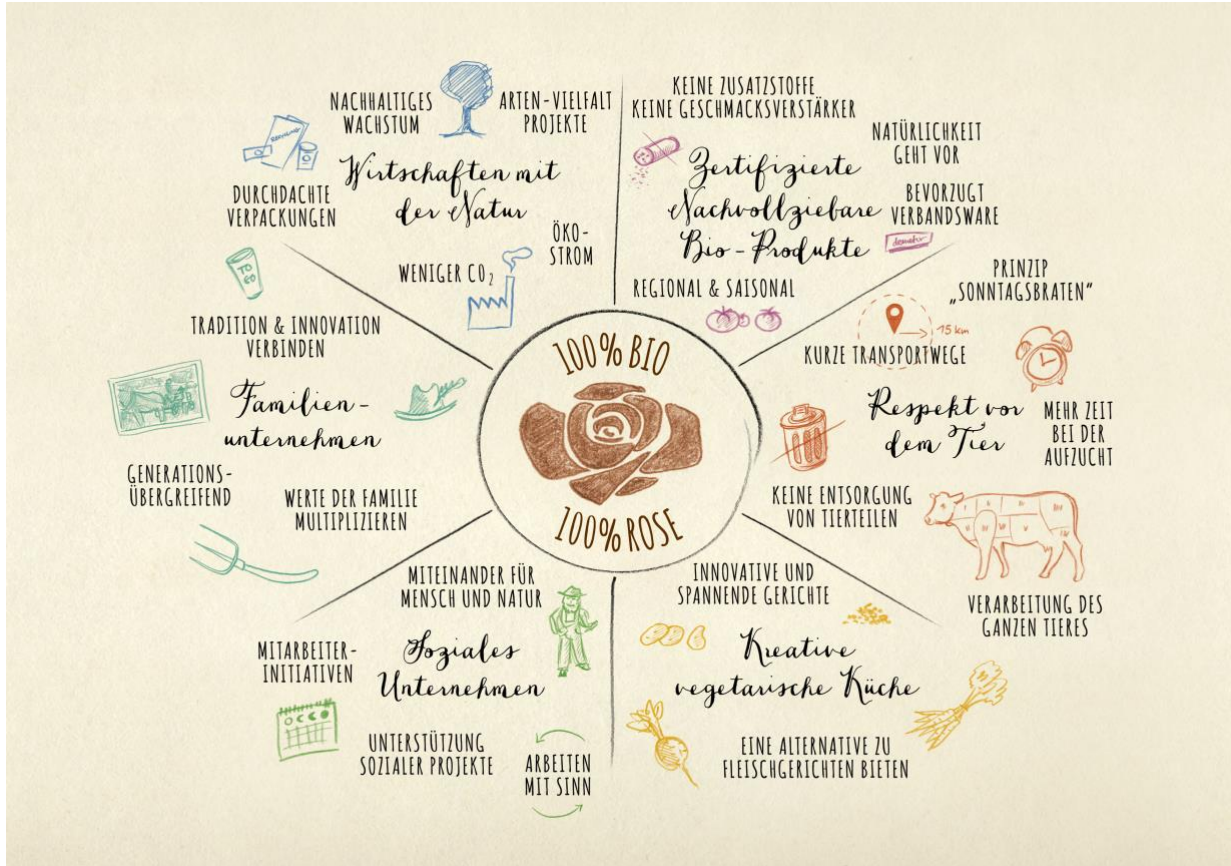 NACHHALTIGES
WACHSTUM
ARTEN-VIELFALT
PROJEKTE
Wirtschaften mit
der Natur
DURCHDACHTE
VERPACKUNGEN
ÖKO-
STROM
WENIGER CO₂
KEINE ZUSATZSTOFFE
KEINE GESCHMACKSVERSTÄRKER
NATÜRLICHKEIT
GEHT VOR
Zertifizierte
Nachvollziebare
Bio-Produkte
BEVORZUGT
VERBANDSWARE
demeter
REGIONAL & SAISONAL
PRINZIP
„SONNTAGSBRATEN“
15 km
KURZE TRANSPORTWEGE
Respekt vor
dem Tier
MEHR ZEIT
BEI DER
AUFZUCHT
KEINE ENTSORGUNG
VON TIERTEILEN
VERARBEITUNG DES
GANZEN TIERES
INNOVATIVE UND
SPANNENDE GERICHTE
Kreative
vegetarische Küche
EINE ALTERNATIVE ZU
FLEISCHGERICHTEN BIETEN
MITEINANDER FÜR
MENSCH UND NATUR
MITARBEITER-
INITIATIVEN
Soziales
Unternehmen
UNTERSTÜTZUNG
SOZIALER PROJEKTE
ARBEITEN
MIT SINN
TO
GO
TRADITION & INNOVATION
VERBINDEN
Familien-
unternehmen
GENERATIONS-
ÜBERGREIFEND
WERTE DER FAMILIE
MULTIPLIZIEREN
100% BIO
100% ROSE